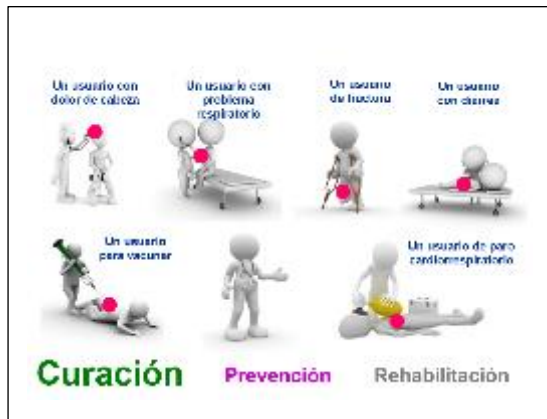 Un usuario con
dolor de cabeza
Un usuario con
problema
respiratorio
Un usuario
de fractura
Un usuario
con diarrea
Un usuario
para vacunar
Un usuario de paro
cardiorrespiratorio
Curación
Prevención
Rehabilitación